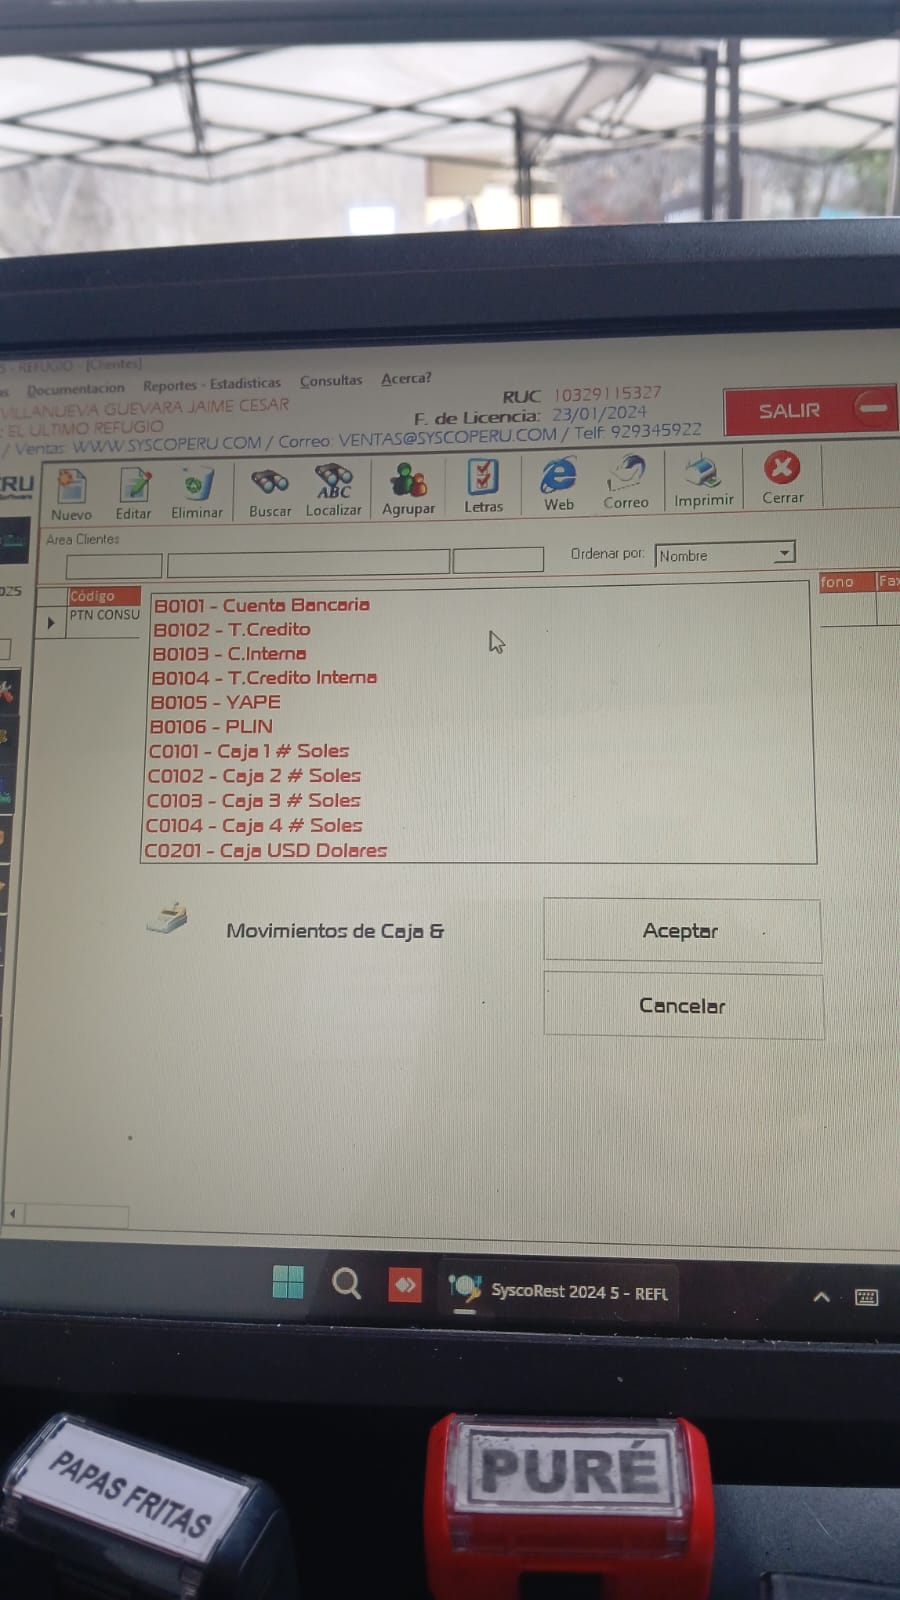 REFUGIO - [Clientes]
Documentacion Reportes - Estadisticas Consultas Acerca?
VILLANUEVA GUEVARA JAIME CESAR
RUC 10329115327
: EL ULTIMO REFUGIO
F. de Licencia: 23/01/2024
SALIR
/ Ventas: WWW.SYSCOPERU.COM / Correo: VENTAS@SYSCOPERU.COM / Telf: 929345922
Nuevo Editar Eliminar Buscar Localizar Agrupar Letras Web Correo Imprimir Cerrar
ABC
Area Clientes
Ordenar por: Nombre
Código
fono Fax
PTN CONSU
B0101 - Cuenta Bancaria
B0102 - T.Credito
B0103 - C.Interna
B0104 - T.Credito Interna
B0105 - YAPE
B0106 - PLIN
C0101 - Caja 1 # Soles
C0102 - Caja 2 # Soles
C0103 - Caja 3 # Soles
C0104 - Caja 4 # Soles
C0201 - Caja USD Dolares
Movimientos de Caja &
Aceptar
Cancelar
SyscoRest 2024 5 - REFU
PAPAS FRITAS
PURÉ